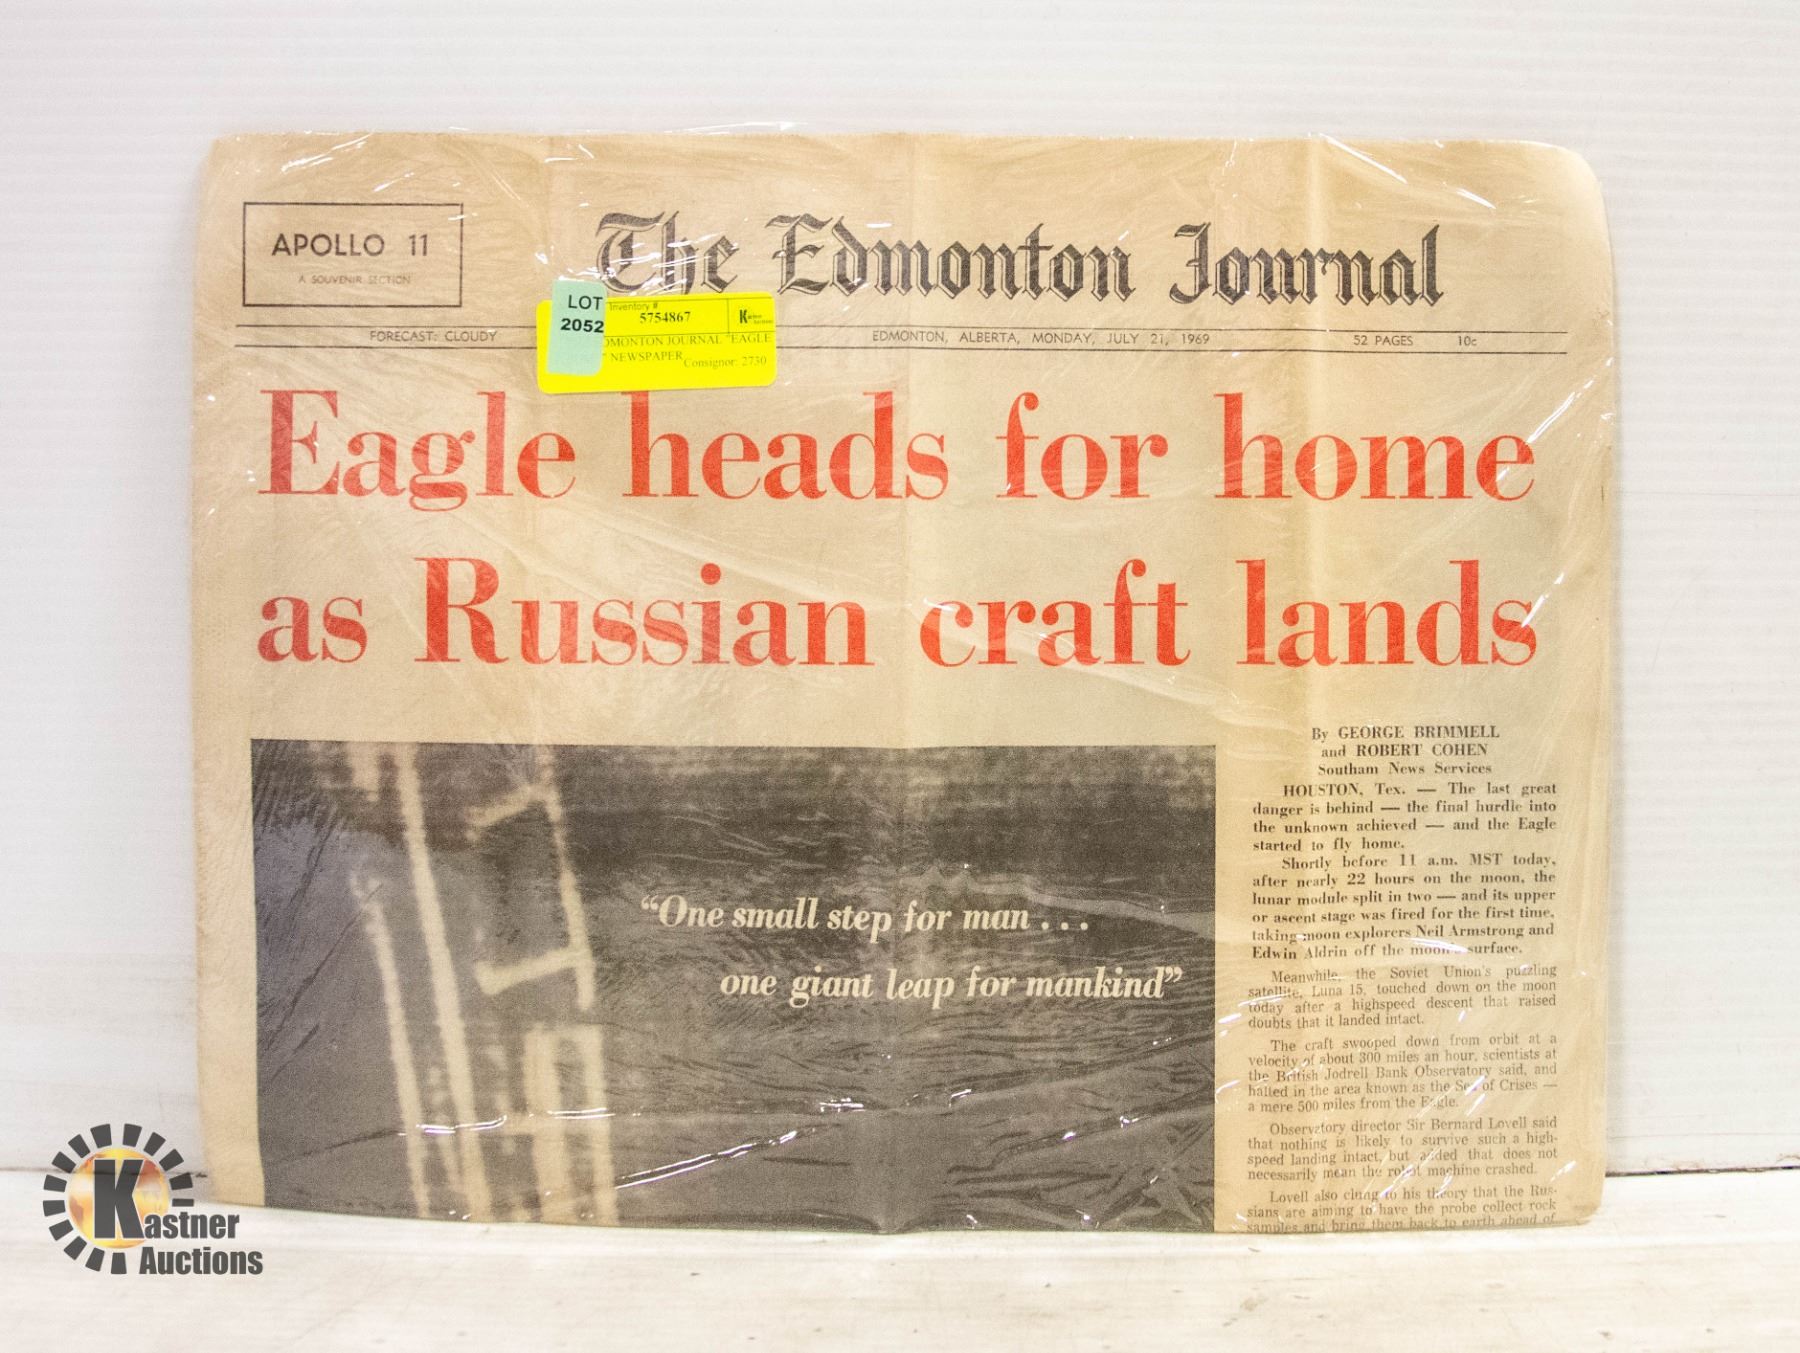 APOLLO 11
A SOUVENIR SECTION
The Edmonton Journal
LOT
2052
Inventory #
5754867
Kastner
Auctions
DMONTON JOURNAL "EAGLE
" NEWSPAPER
Consignor: 2730
FORECAST: CLOUDY
EDMONTON, ALBERTA, MONDAY, JULY 21, 1969
52 PAGES
10c
Eagle heads for home
as Russian craft lands
"One small step for man . . .
one giant leap for mankind"
By GEORGE BRIMMELL
and ROBERT COHEN
Southam News Services
HOUSTON, Tex. — The last great
danger is behind — the final hurdle into
the unknown achieved — and the Eagle
started to fly home.
Shortly before 11 a.m. MST today,
after nearly 22 hours on the moon, the
lunar module split in two — and its upper
or ascent stage was fired for the first time,
taking moon explorers Neil Armstrong and
Edwin Aldrin off the moon's surface.
Meanwhile, the Soviet Union's puzzling
satellite, Luna 15, touched down on the moon
today after a highspeed descent that raised
doubts that it landed intact.
The craft swooped down from orbit at a
velocity of about 300 miles an hour, scientists at
the British Jodrell Bank Observatory said, and
halted in the area known as the Sea of Crises —
a mere 500 miles from the Eagle.
Observatory director Sir Bernard Lovell said
that nothing is likely to survive such a high-
speed landing intact, but added that does not
necessarily mean the robot machine crashed.
Lovell also clung to his theory that the Rus-
sians are aiming to have the probe collect rock
samples and bring them back to earth ahead of
Kastner
Auctions